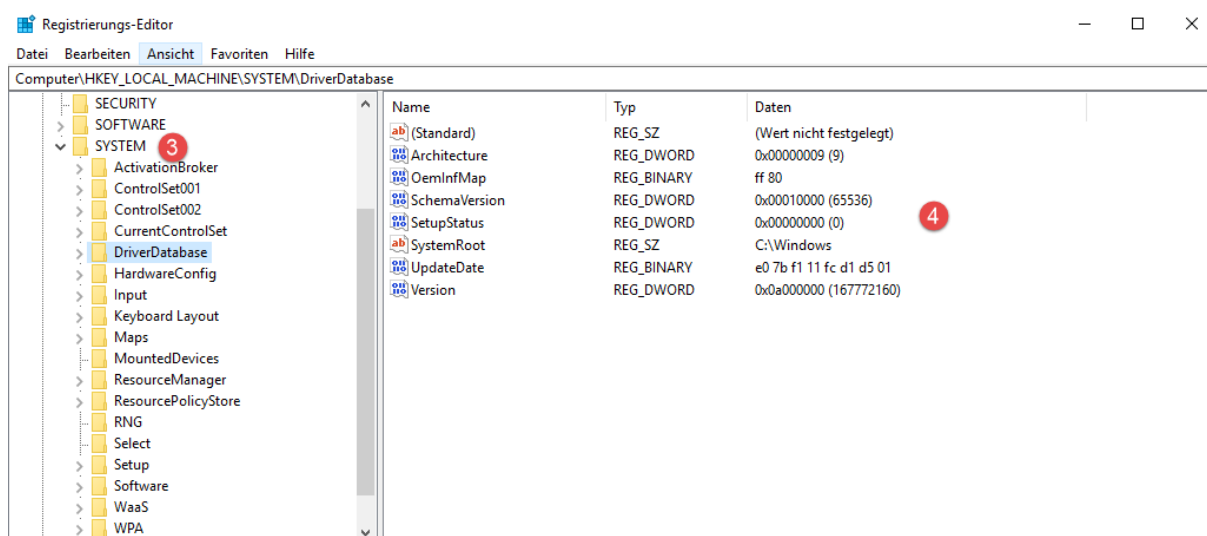 Registrierungs-Editor
Datei Bearbeiten Ansicht Favoriten Hilfe
Computer\HKEY_LOCAL_MACHINE\SYSTEM\DriverDatabase
SECURITY
SOFTWARE
SYSTEM 3
ActivationBroker
ControlSet001
ControlSet002
CurrentControlSet
DriverDatabase
HardwareConfig
Input
Keyboard Layout
Maps
MountedDevices
ResourceManager
ResourcePolicyStore
RNG
Select
Setup
Software
WaaS
WPA
Name Typ Daten
ab (Standard) REG_SZ (Wert nicht festgelegt)
Architecture REG_DWORD 0x00000009 (9)
OemInfMap REG_BINARY ff 80
SchemaVersion REG_DWORD 0x00010000 (65536)
SetupStatus REG_DWORD 0x00000000 (0)
4
ab SystemRoot REG_SZ C:\Windows
UpdateDate REG_BINARY e0 7b f1 11 fc d1 d5 01
Version REG_DWORD 0x0a000000 (167772160)